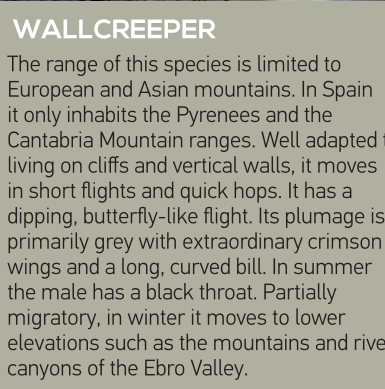 WALLCREEPER
The range of this species is limited to
European and Asian mountains. In Spain
it only inhabits the Pyrenees and the
Cantabria Mountain ranges. Well adapted
living on cliffs and vertical walls, it moves
in short flights and quick hops. It has a
dipping, butterfly-like flight. Its plumage is
primarily grey with extraordinary crimson
wings and a long, curved bill. In summer
the male has a black throat. Partially
migratory, in winter it moves to lower
elevations such as the mountains and
canyons of the Ebro Valley.